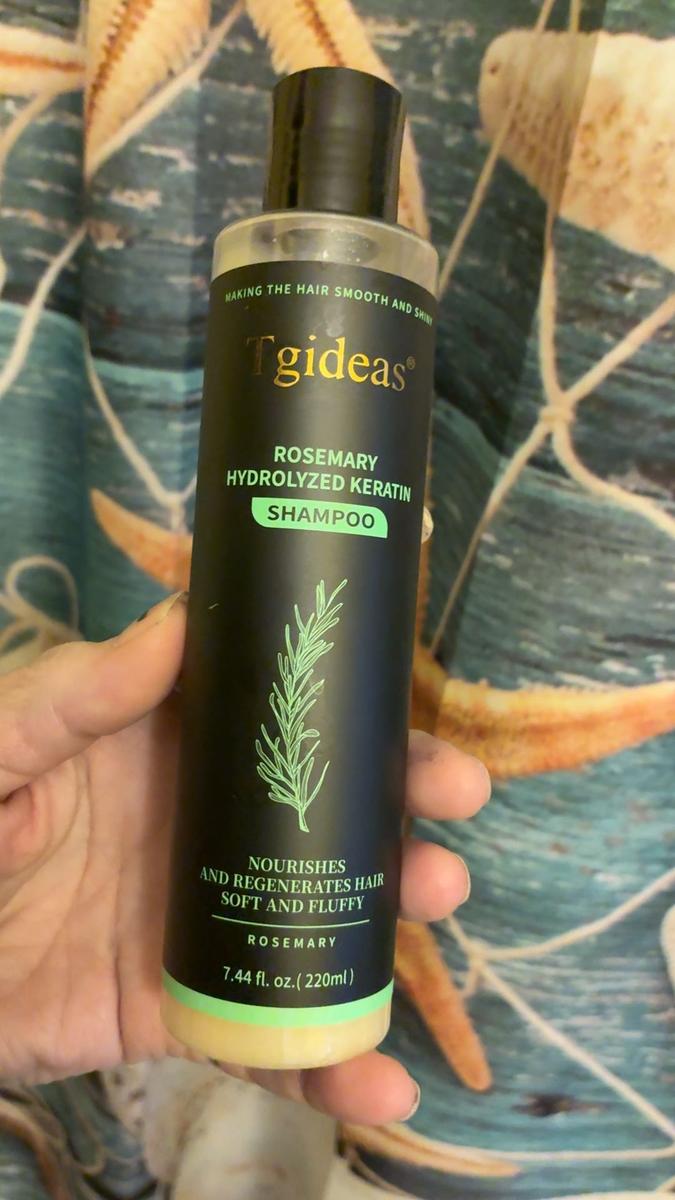 MAKING THE HAIR SMOOTH AND SHINY
Tgideas®
ROSEMARY
HYDROLYZED KERATIN
SHAMPOO
NOURISHES
AND REGENERATES HAIR
SOFT AND FLUFFY
ROSEMARY
7.44 fl. oz.( 220ml )